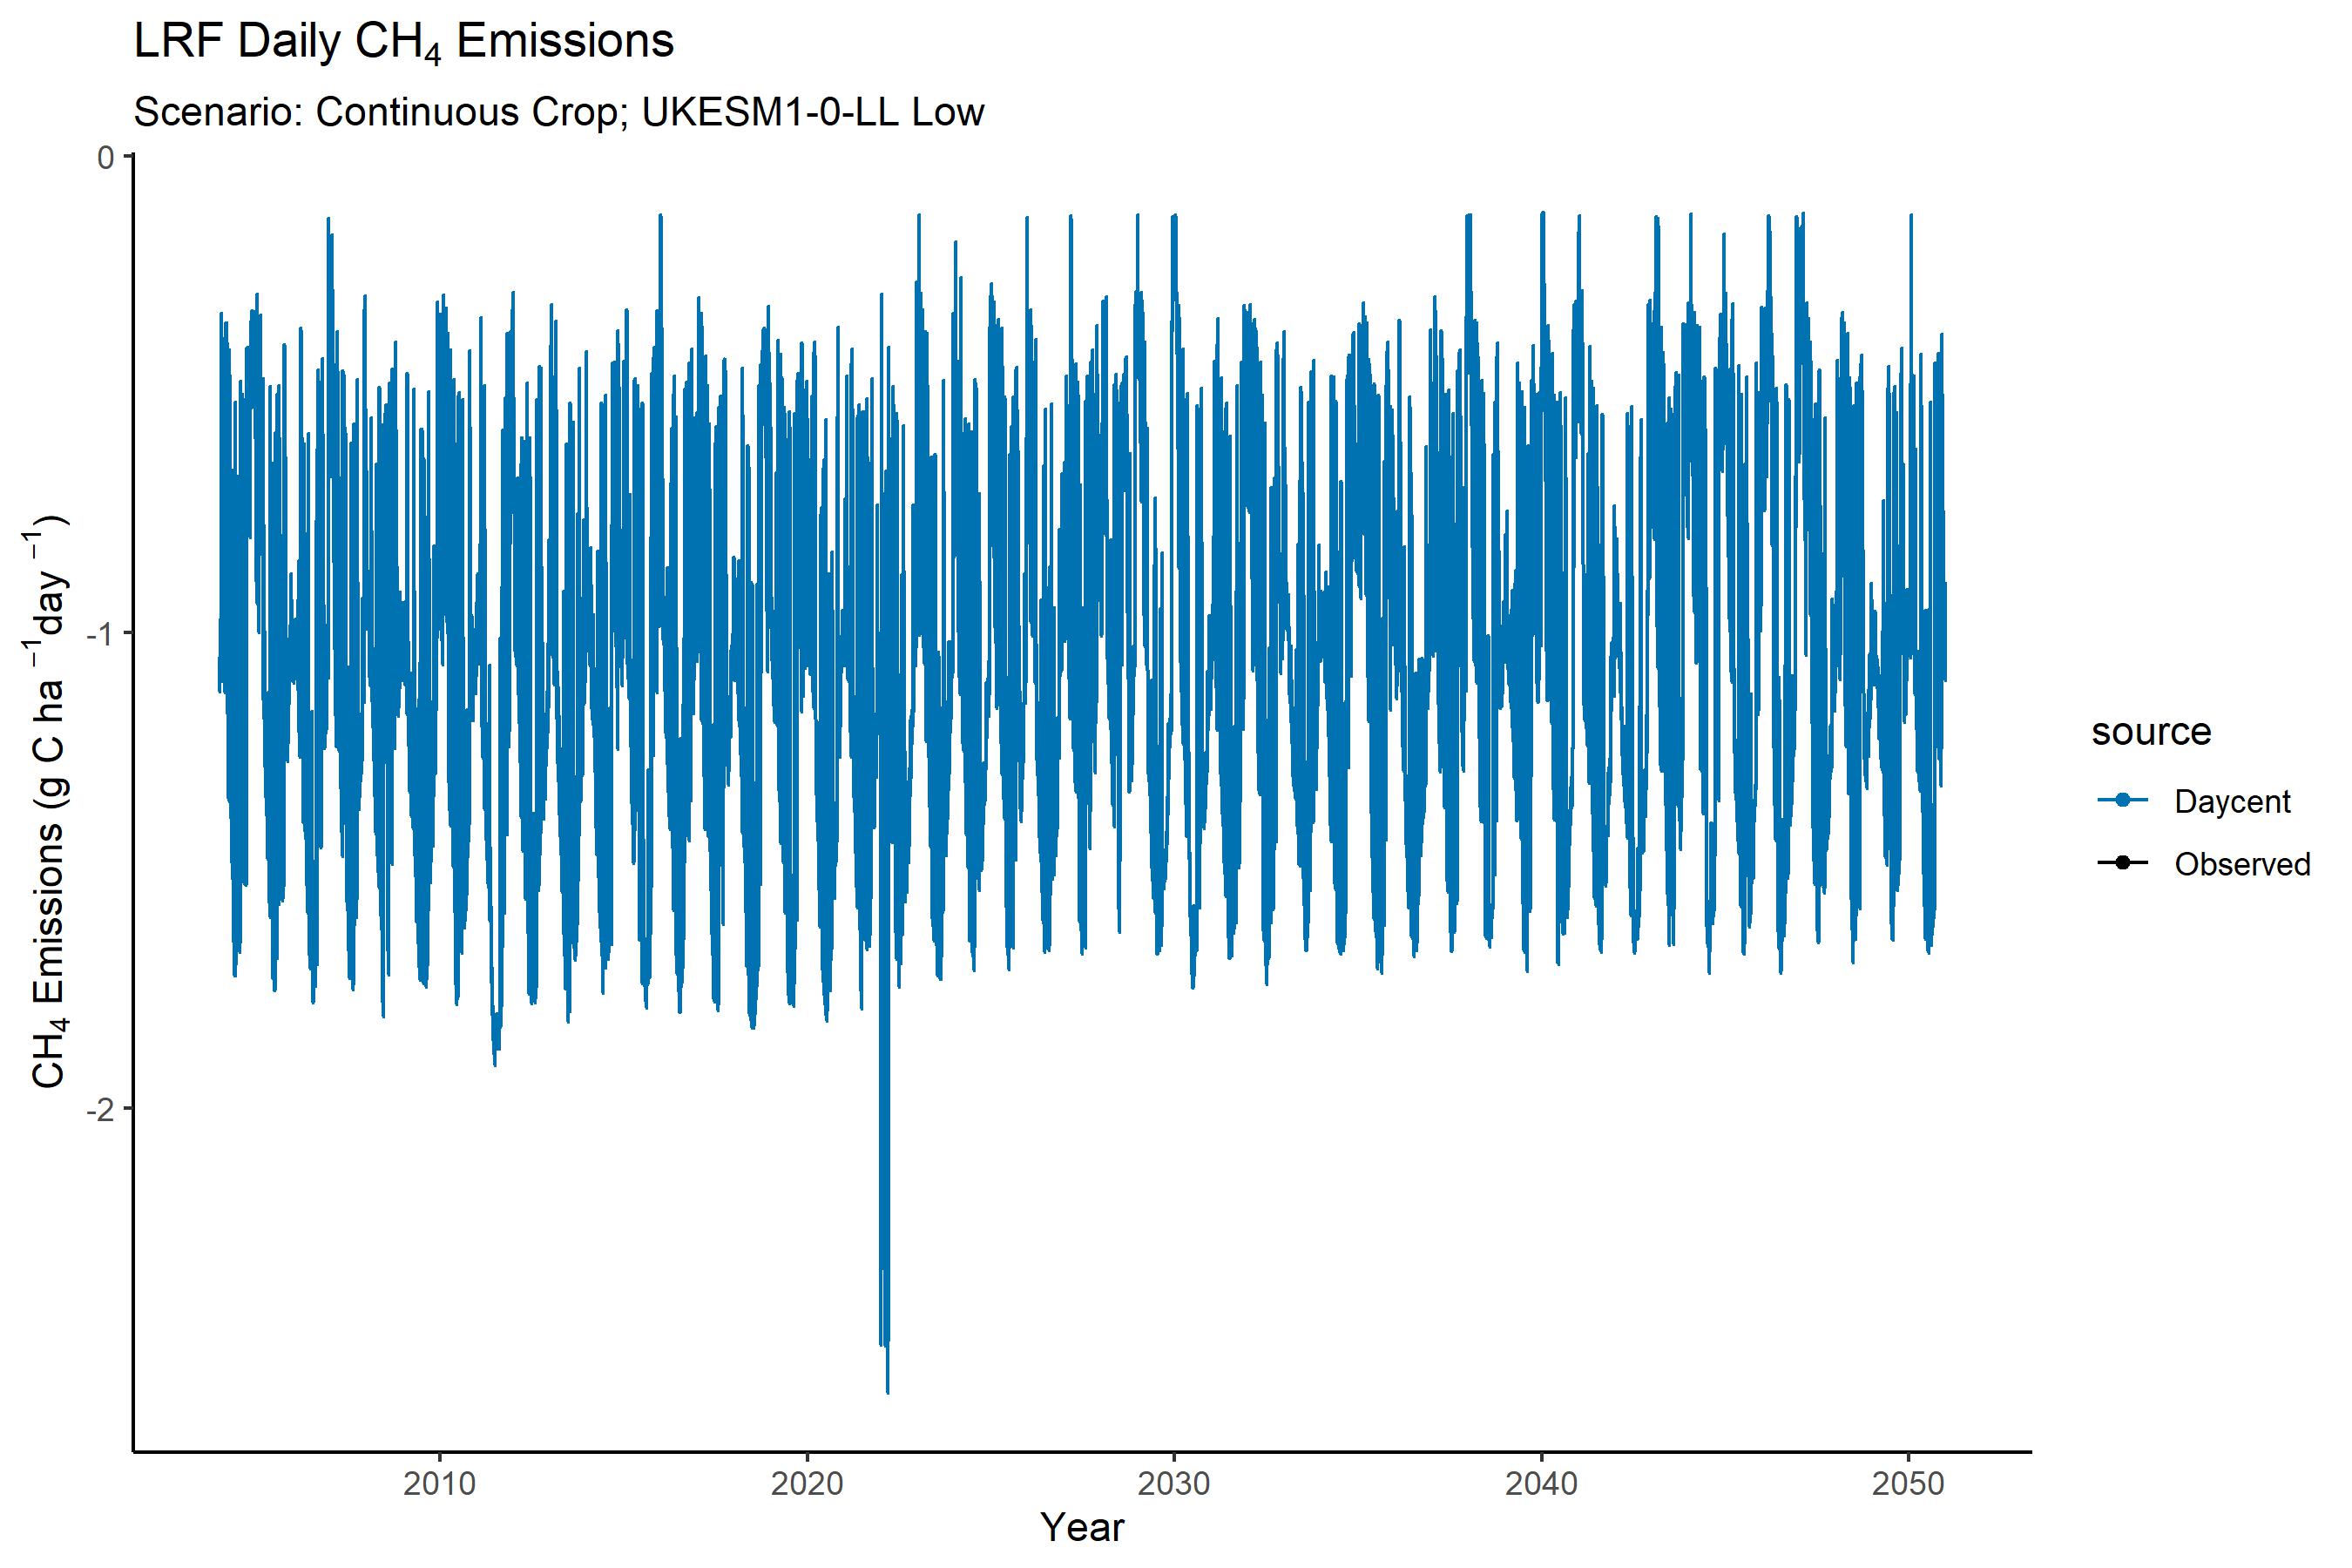 LRF Daily CH₄ Emissions
Scenario: Continuous Crop; UKESM1-0-LL Low
CH₄ Emissions (g C ha ⁻¹day ⁻¹)
0
-1
-2
2010
2020
2030
2040
2050
Year
source
Daycent
Observed